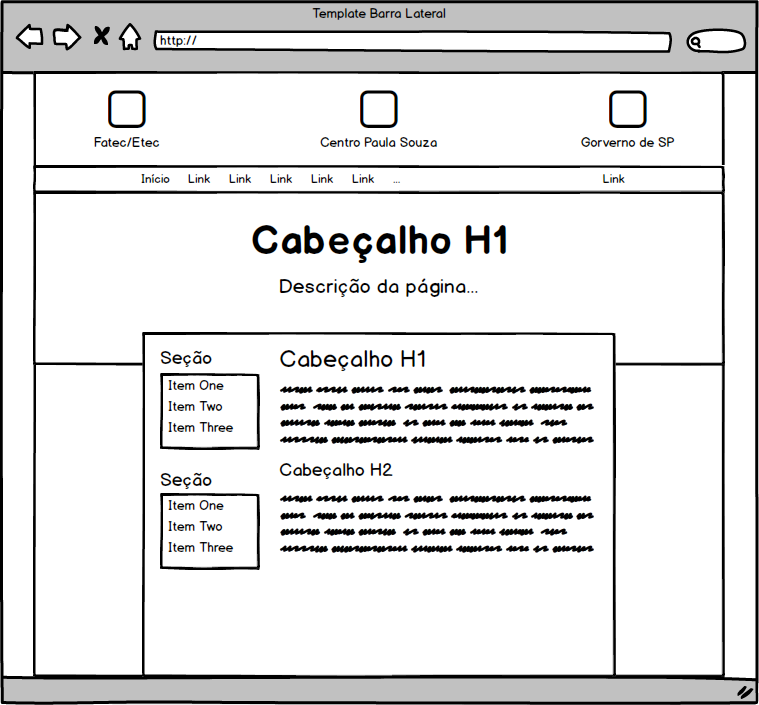 Template Barra Lateral
http://
Fatec/Etec
Centro Paula Souza
Gorverno de SP
Início Link Link Link Link Link ... Link
Cabeçalho H1
Descrição da página...
Seção
Item One
Item Two
Item Three
Seção
Item One
Item Two
Item Three
Cabeçalho H1
Cabeçalho H2